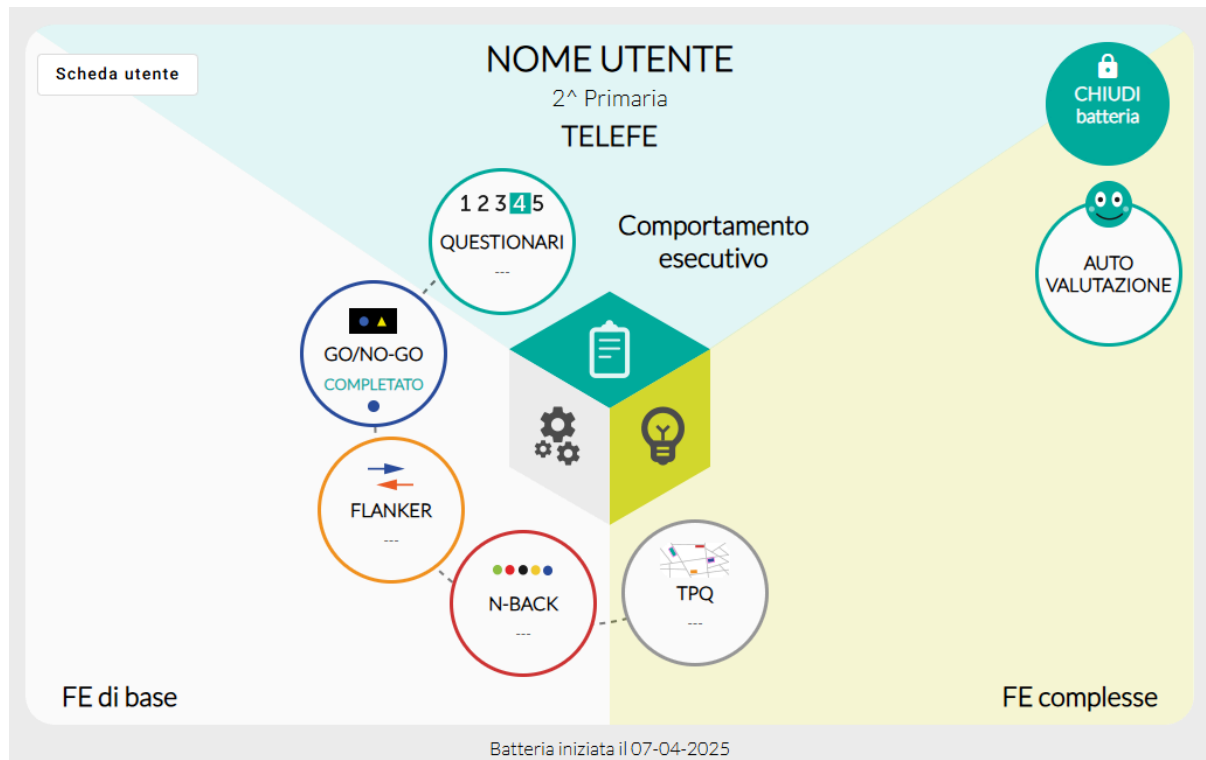 Scheda utente
NOME UTENTE
2^ Primaria
TELEFE
CHIUDI
batteria
1 2 3 4 5
QUESTIONARI
---
Comportamento
esecutivo
AUTO
VALUTAZIONE
GO/NO-GO
COMPLETATO
FLANKER
---
N-BACK
---
TPQ
---
FE di base
FE complesse
Batteria iniziata il 07-04-2025